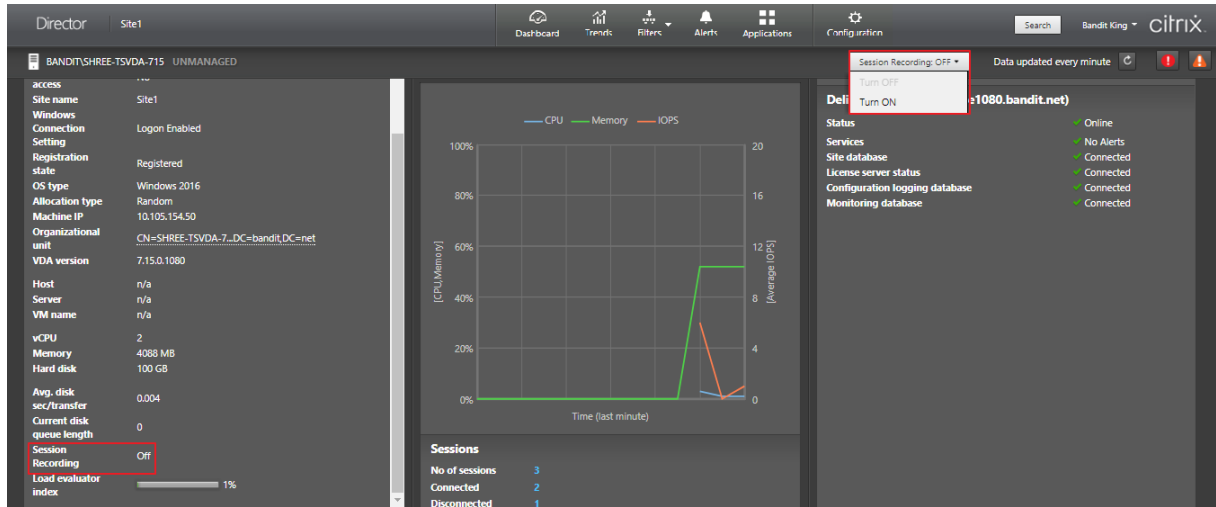 Director Site1
Dashboard
Trends
Filters
Alerts
Applications
Configuration
Search
Bandit King
citrix
BANDIT\SHREE-TSVDA-715 UNMANAGED
Session Recording: OFF
Data updated every minute
Turn OFF
Turn ON
access No
Site name Site1
Windows
Connection Logon Enabled
Setting
Registration
state Registered
OS type Windows 2016
Allocation type Random
Machine IP 10.105.154.50
Organizational
unit CN=SHREE-TSVDA-7...DC=bandit,DC=net
VDA version 7.15.0.1080
Host n/a
Server n/a
VM name n/a
vCPU 2
Memory 4088 MB
Hard disk 100 GB
Avg. disk
sec/transfer 0.004
Current disk
queue length 0
Session
Recording Off
Load evaluator
index 1%
CPU Memory IOPS
100% 20
80% 16
60% 12
40% 8
20% 4
0% 0
[CPU,Memory]
[Average IOPS]
Time (last minute)
Sessions
No of sessions 3
Connected 2
Disconnected 1
Deli e1080.bandit.net)
Status Online
Services No Alerts
Site database Connected
License server status Connected
Configuration logging database Connected
Monitoring database Connected